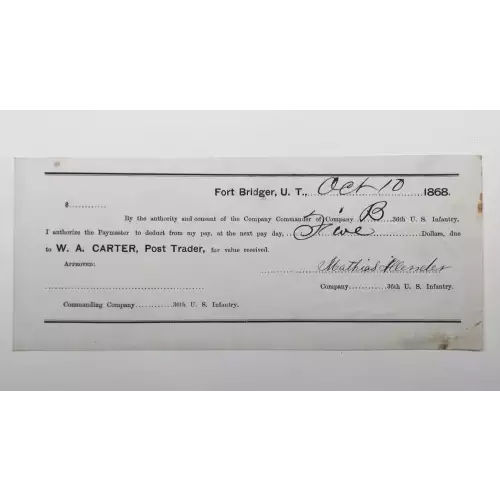 Fort Bridger, U. T., Oct 10 1868.
$............
By the authority and consent of the Company Commander of Company B 36th U. S. Infantry,
I authorize the Paymaster to deduct from my pay, at the next pay day, Five Dollars, due
to W. A. CARTER, Post Trader, for value received.
Approved:
Mathias
Company............36th U. S. Infantry.
Commanding Company............36th U. S. Infantry.